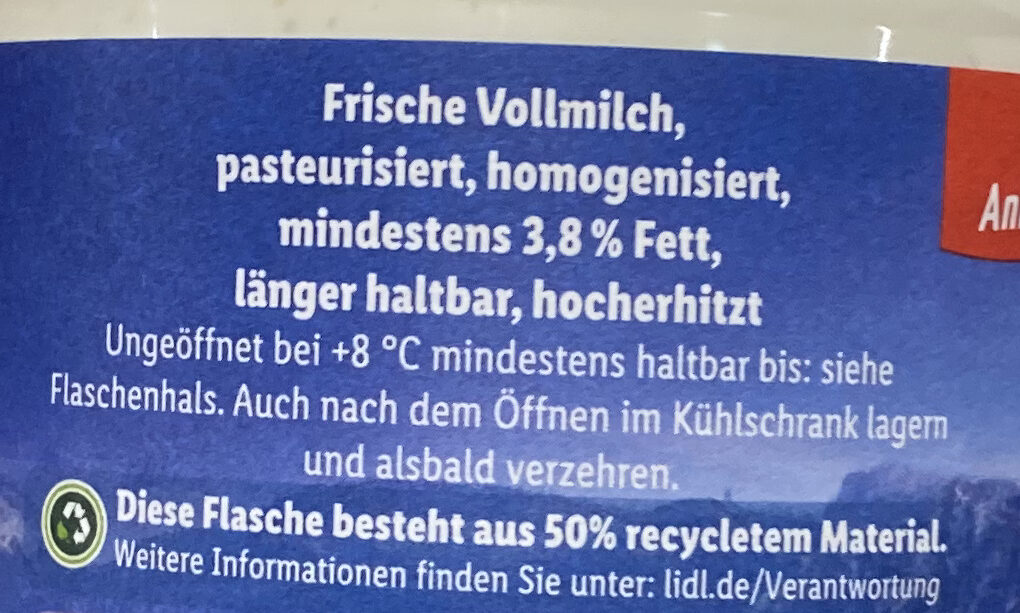 Frische Vollmilch,
pasteurisiert, homogenisiert,
mindestens 3,8 % Fett,
länger haltbar, hocherhitzt
Ungeöffnet bei +8 °C mindestens haltbar bis: siehe
Flaschenhals. Auch nach dem Öffnen im Kühlschrank lagern
und alsbald verzehren.
Diese Flasche besteht aus 50% recycletem Material.
Weitere Informationen finden Sie unter: lidl.de/Verantwortung